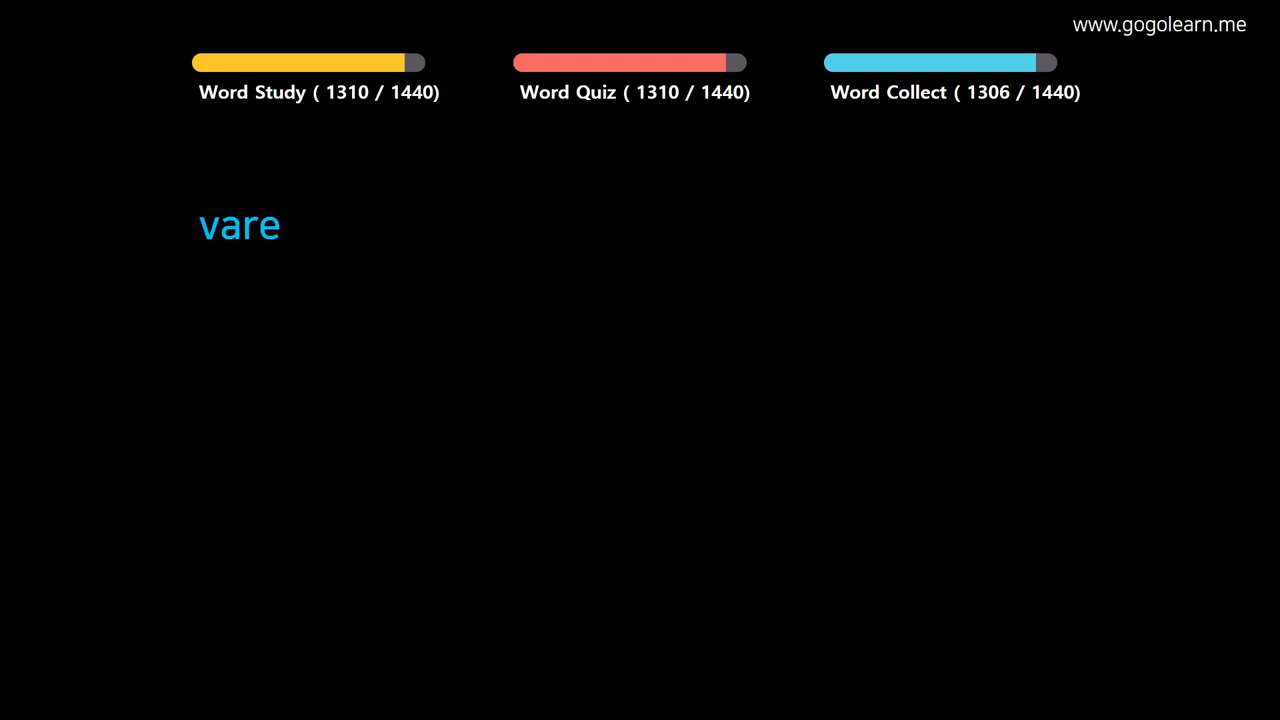 www.gogolearn.me
Word Study ( 1310 / 1440)
Word Quiz ( 1310 / 1440)
Word Collect ( 1306 / 1440)
vare